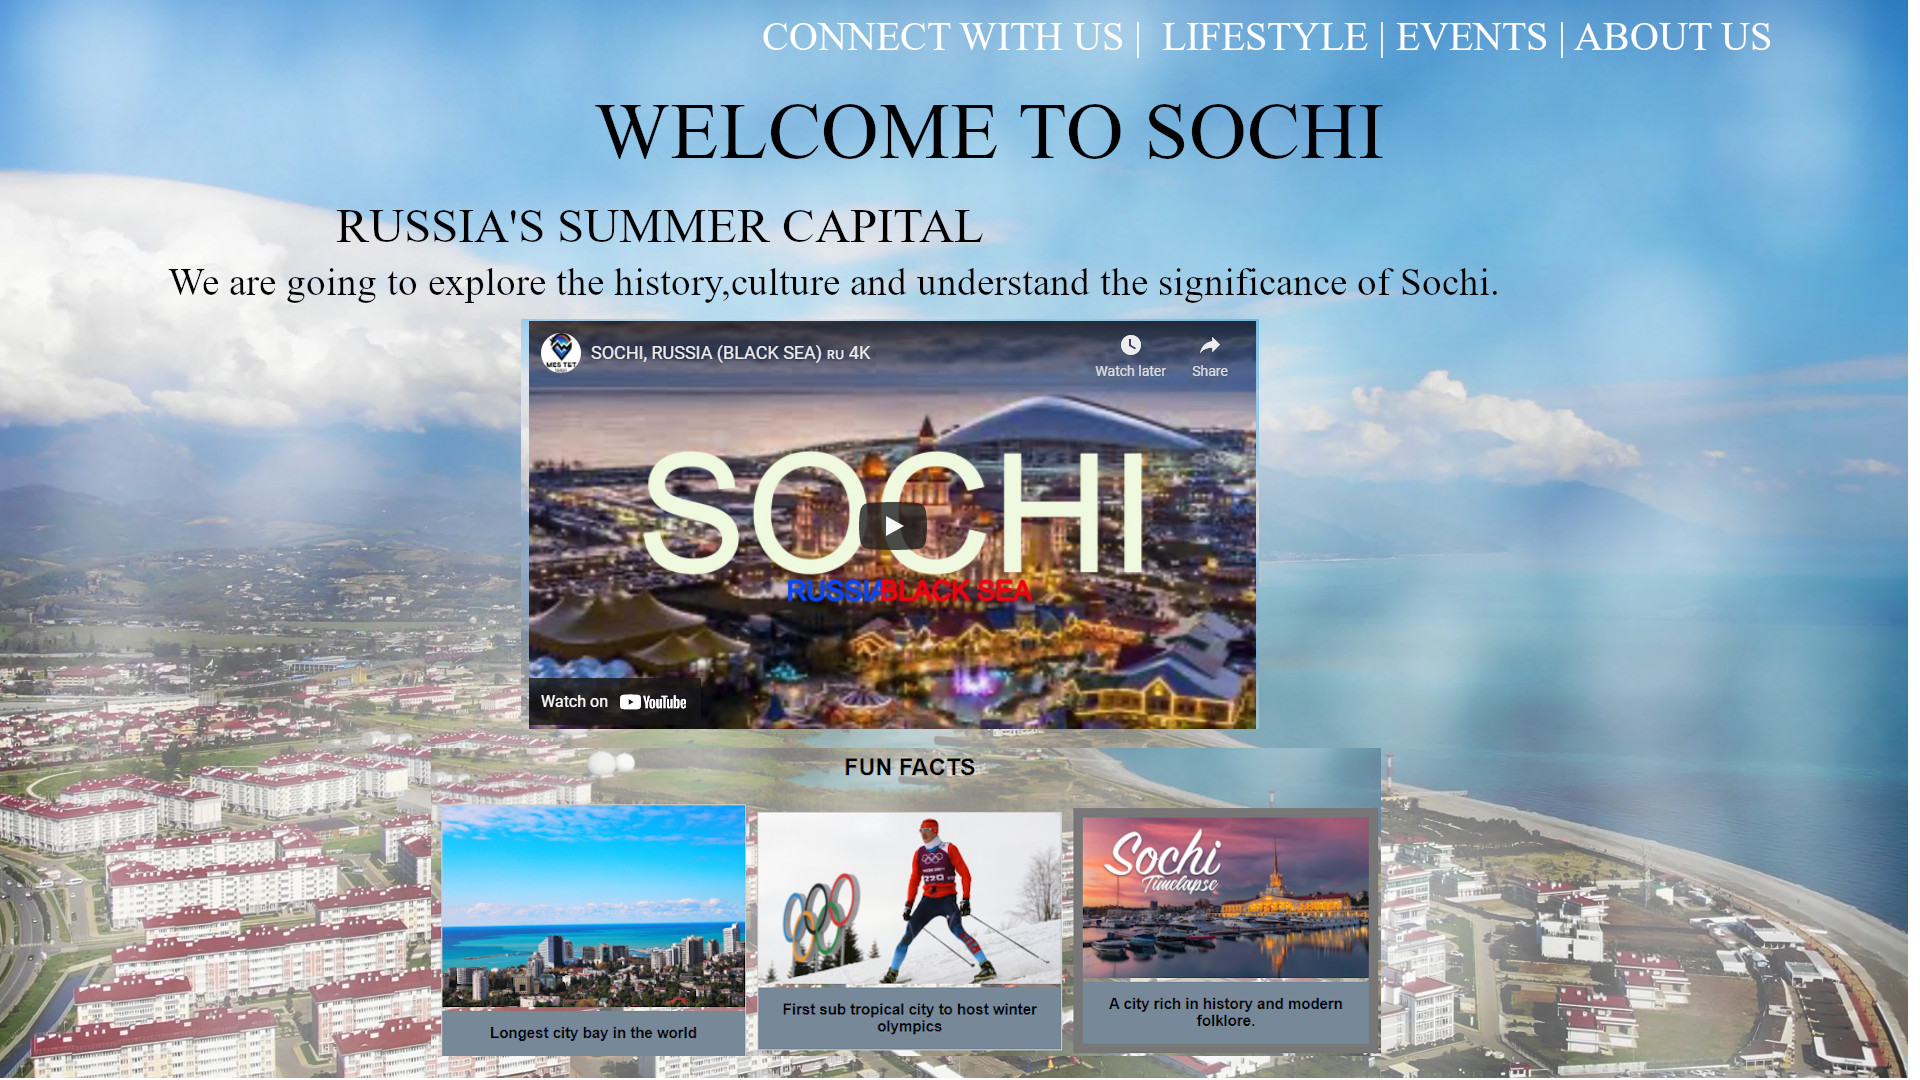 CONNECT WITH US | LIFESTYLE | EVENTS | ABOUT US
WELCOME TO SOCHI
RUSSIA'S SUMMER CAPITAL
We are going to explore the history,culture and understand the significance of Sochi.
MES TET
SOCHI, RUSSIA (BLACK SEA) RU 4K
Watch later
Share
SOCHI
RUSSIABLACK SEA
Watch on YouTube
FUN FACTS
Sochi
Timelapse
Longest city bay in the world
First sub tropical city to host winter
olympics
A city rich in history and modern
folklore.